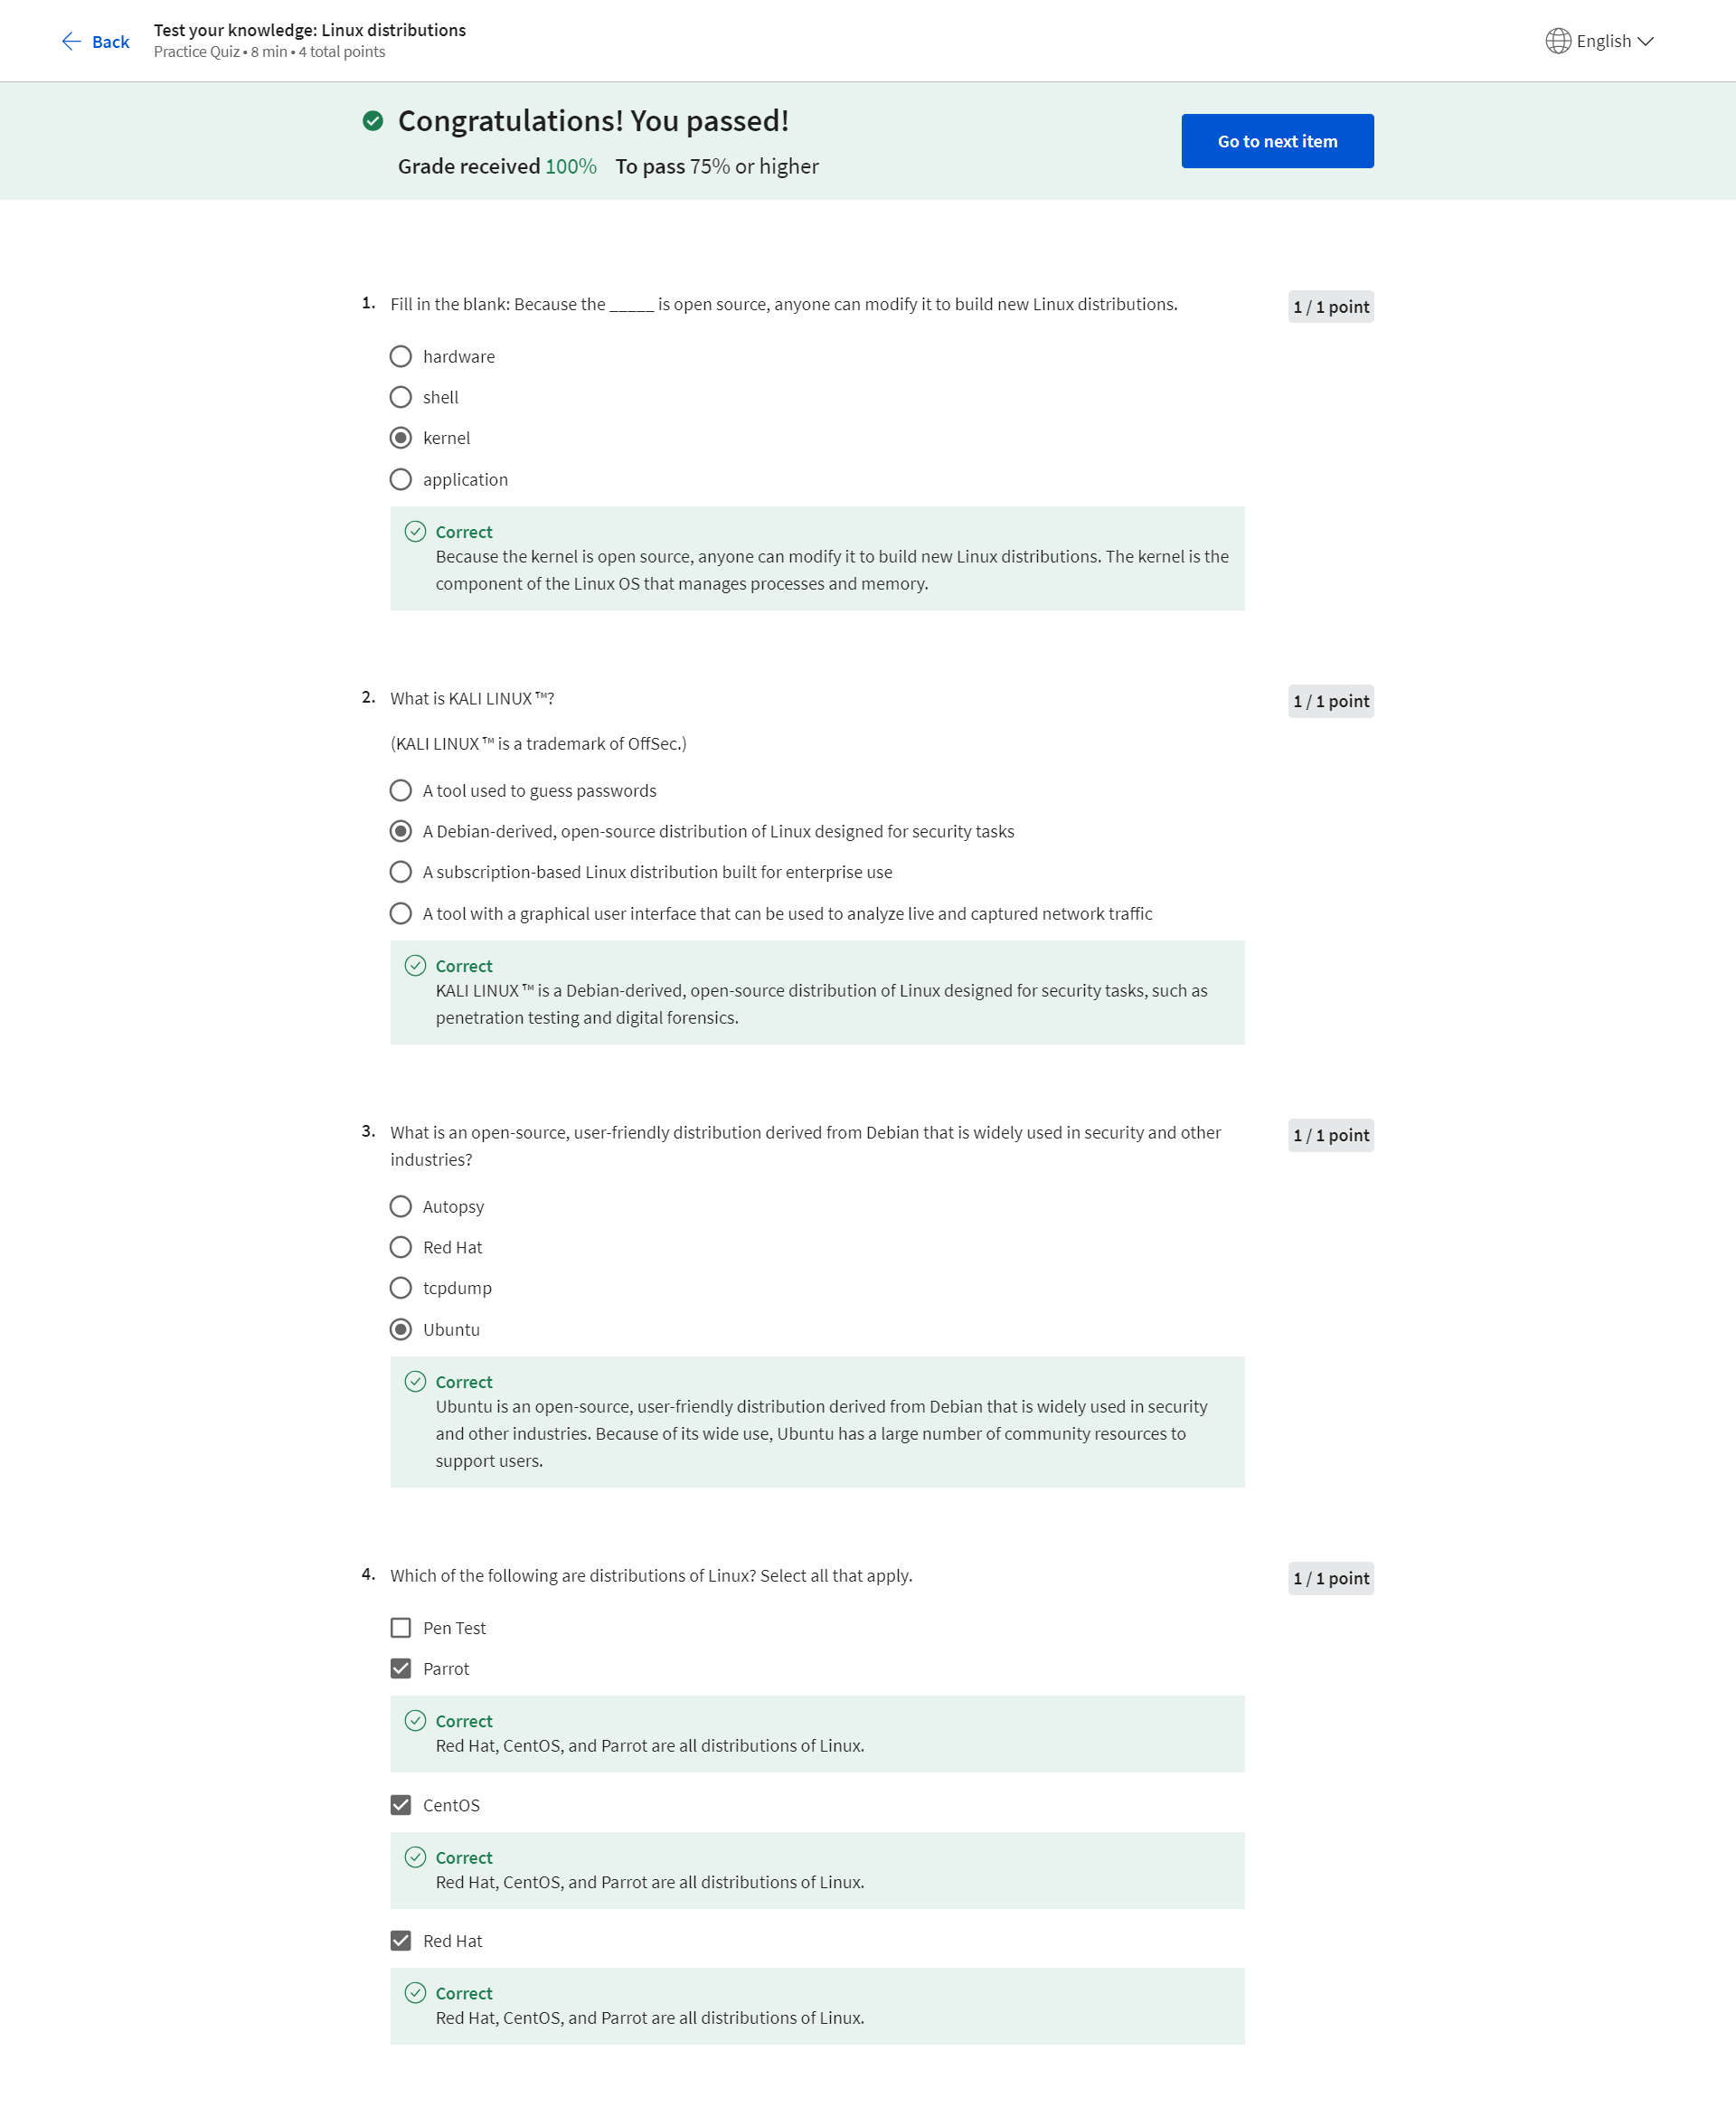 Back
Test your knowledge: Linux distributions
Practice Quiz • 8 min • 4 total points
English
Congratulations! You passed!
Grade received 100% To pass 75% or higher
Go to next item
1. Fill in the blank: Because the _____ is open source, anyone can modify it to build new Linux distributions.
1 / 1 point
hardware
shell
kernel
application
Correct
Because the kernel is open source, anyone can modify it to build new Linux distributions. The kernel is the
component of the Linux OS that manages processes and memory.
2. What is KALI LINUX ™?
1 / 1 point
(KALI LINUX ™ is a trademark of OffSec.)
A tool used to guess passwords
A Debian-derived, open-source distribution of Linux designed for security tasks
A subscription-based Linux distribution built for enterprise use
A tool with a graphical user interface that can be used to analyze live and captured network traffic
Correct
KALI LINUX ™ is a Debian-derived, open-source distribution of Linux designed for security tasks, such as
penetration testing and digital forensics.
3. What is an open-source, user-friendly distribution derived from Debian that is widely used in security and other
industries?
1 / 1 point
Autopsy
Red Hat
tcpdump
Ubuntu
Correct
Ubuntu is an open-source, user-friendly distribution derived from Debian that is widely used in security
and other industries. Because of its wide use, Ubuntu has a large number of community resources to
support users.
4. Which of the following are distributions of Linux? Select all that apply.
1 / 1 point
Pen Test
Parrot
Correct
Red Hat, CentOS, and Parrot are all distributions of Linux.
CentOS
Correct
Red Hat, CentOS, and Parrot are all distributions of Linux.
Red Hat
Correct
Red Hat, CentOS, and Parrot are all distributions of Linux.